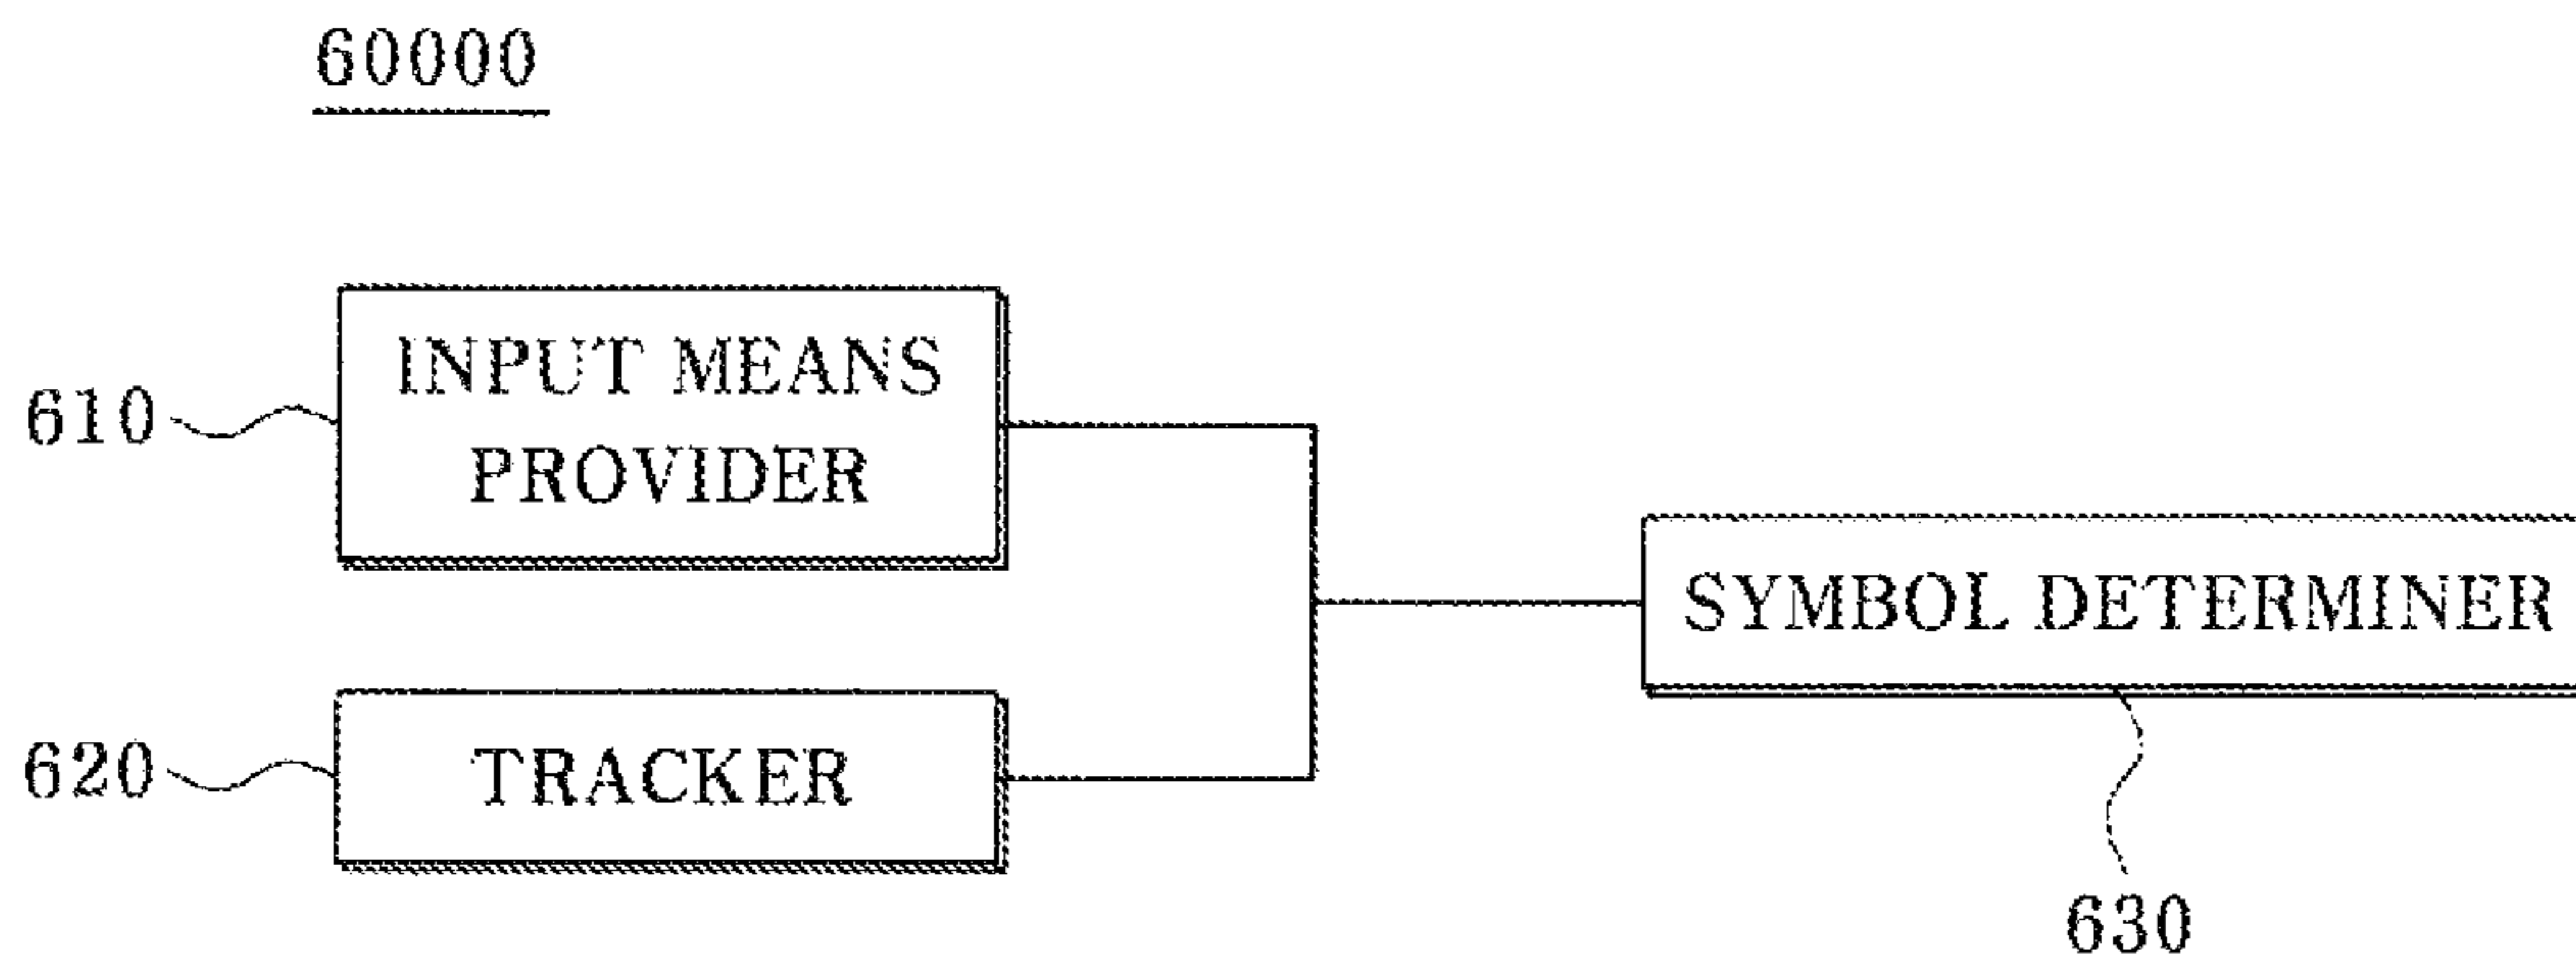 60000
INPUT MEANS
PROVIDER
610
SYMBOL DETERMINER
TRACKER
620
630